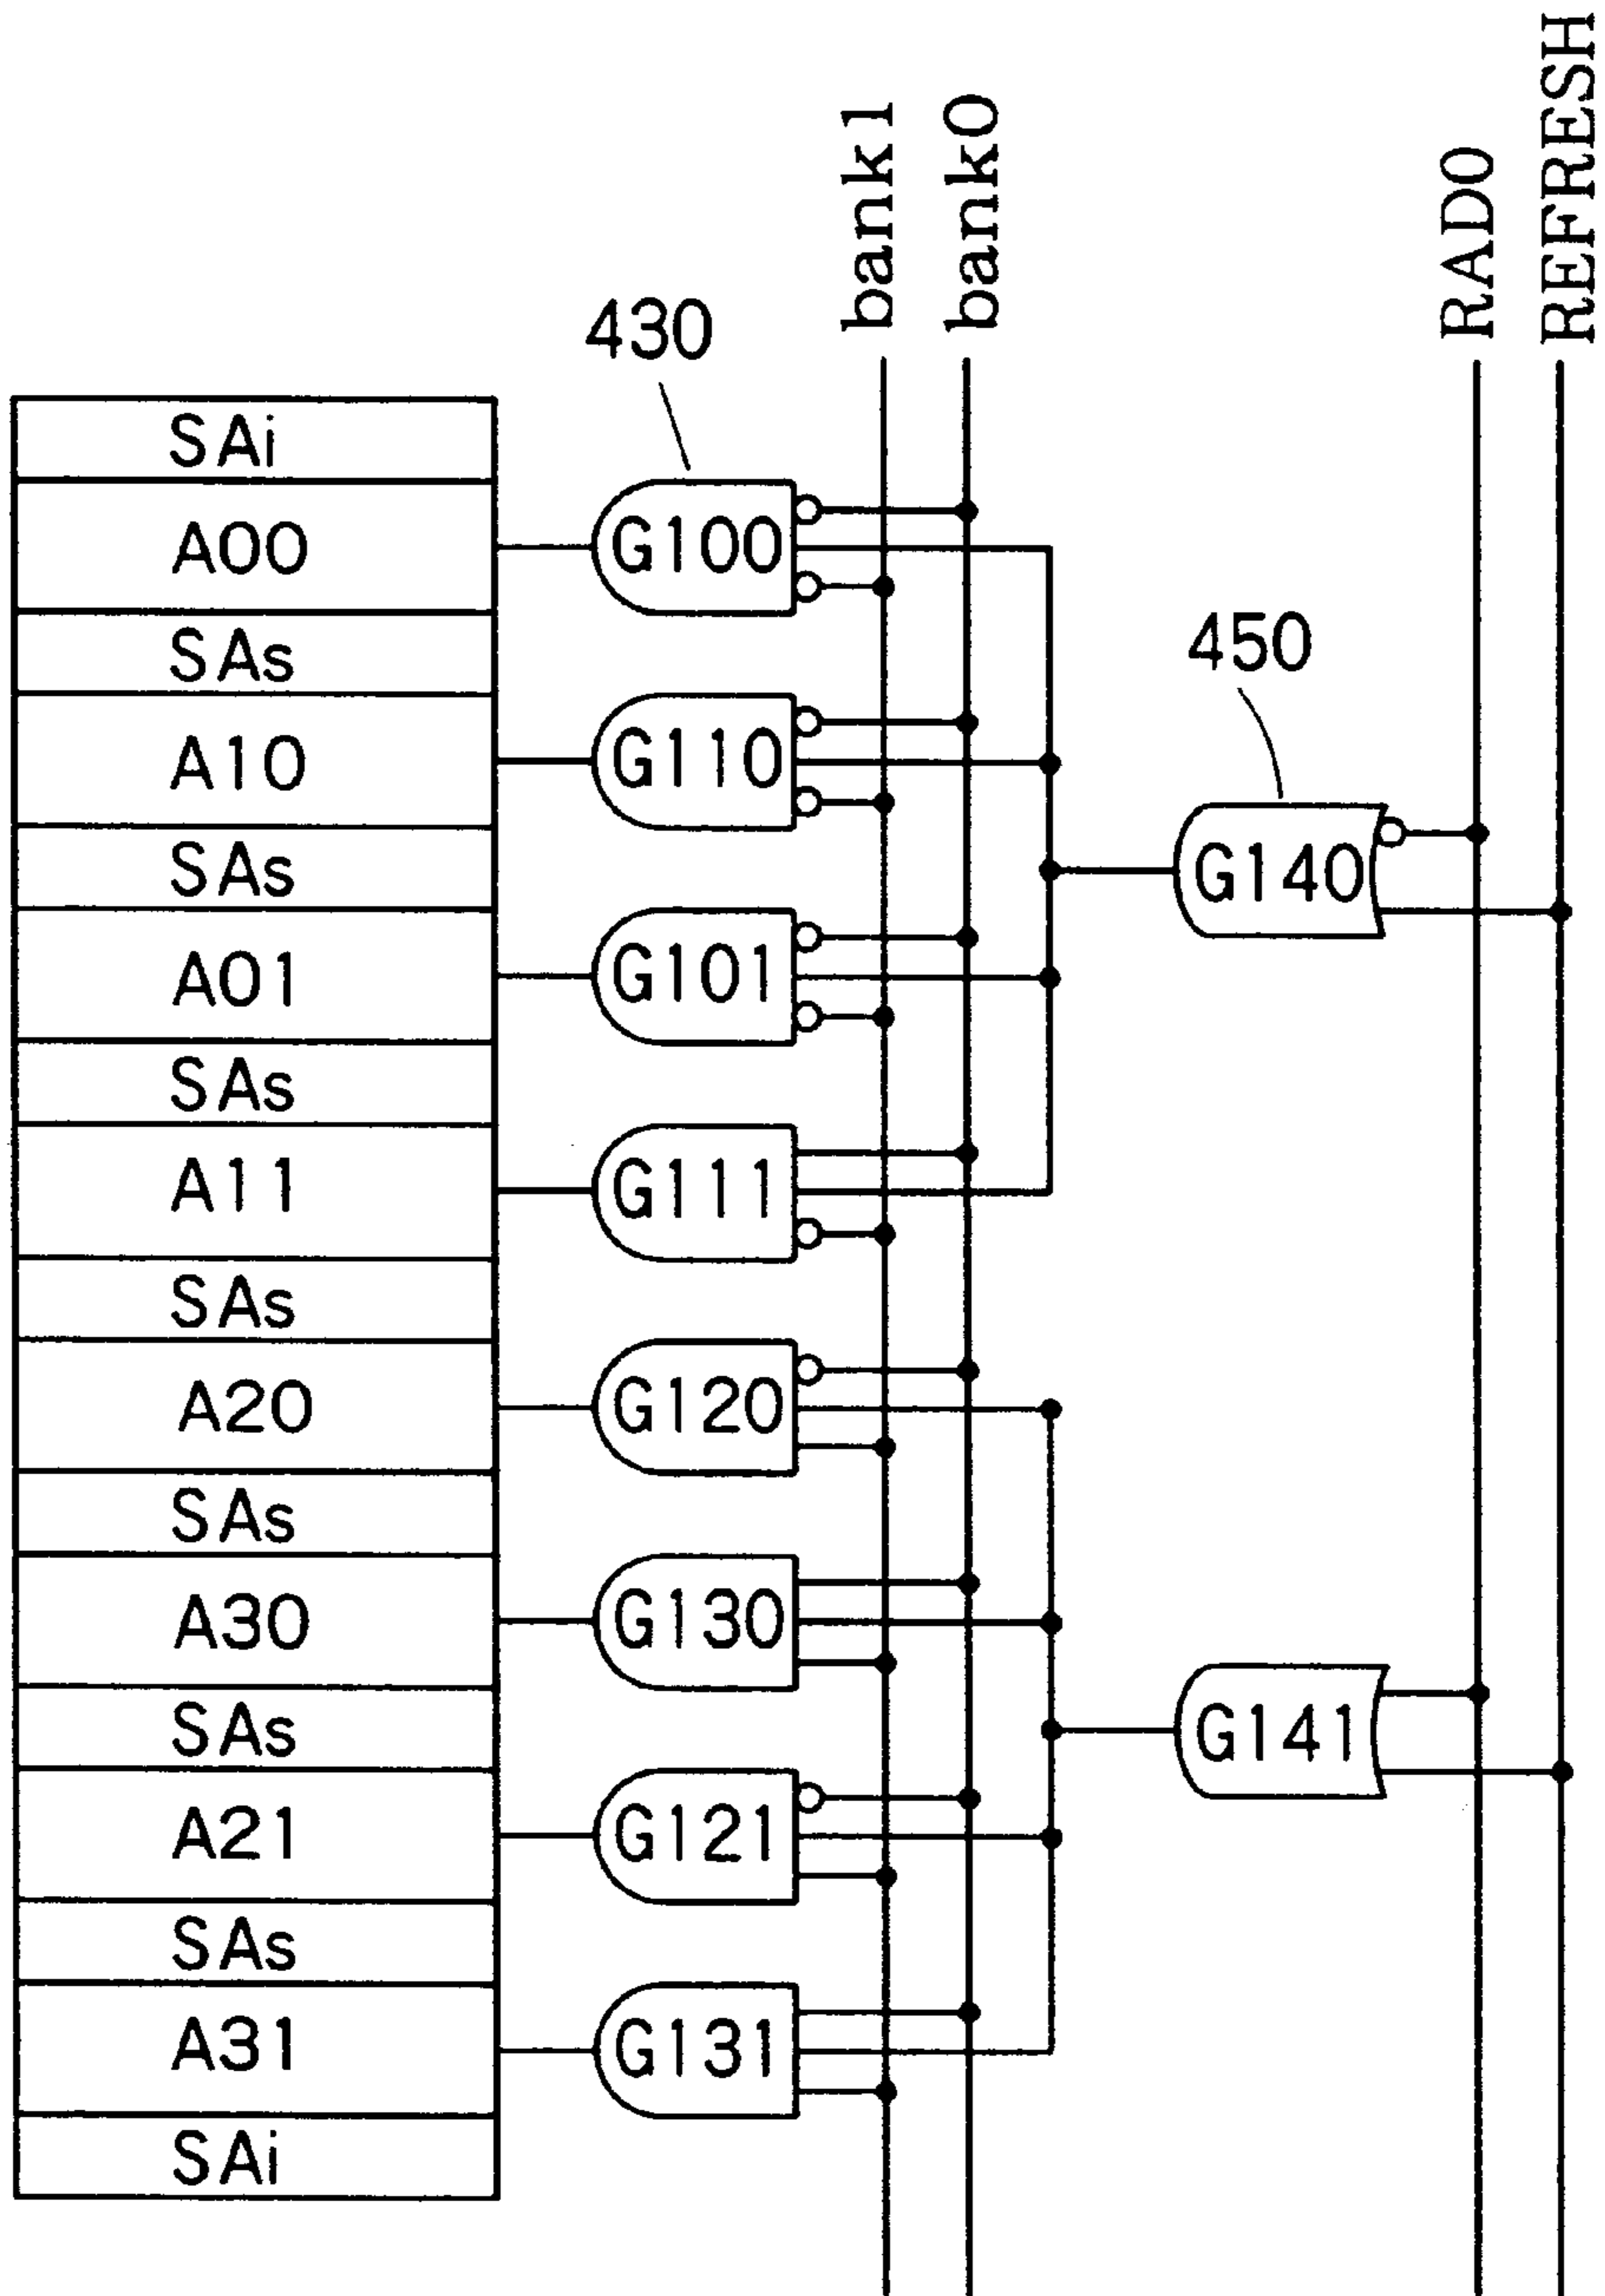 bank1
bank0
RAD0
REFRESH
430
450
SAi
A00
SAs
A10
SAs
A01
SAs
A11
SAs
A20
SAs
A30
SAs
A21
SAs
A31
SAi
G100
G110
G101
G111
G120
G130
G121
G131
G140
G141